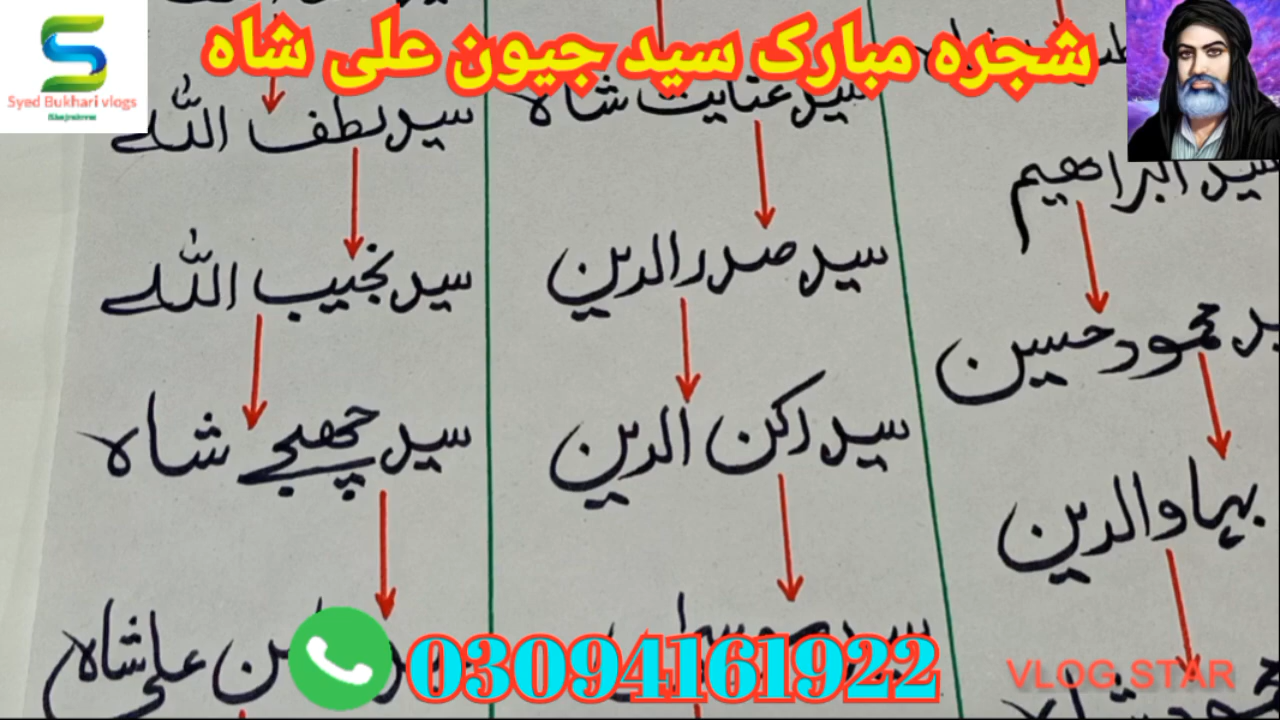 شجرہ مبارک سید جیون علی شاہ
Syed Bukhari vlogs
سید ابراھیم
محمود حسین
بہاوالدین
سید عنایت شاہ
سید صدرالدین
سید رکن الدین
سید لطف اللہ
سید نجیب اللہ
سید چھجے شاہ
علی شاہ
03094161922
VLOG STAR